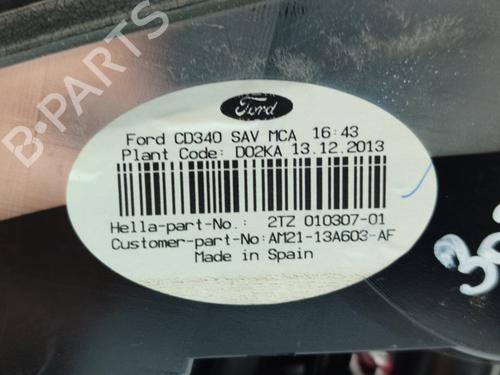 B-PARTS
Ford
Ford CD340 SAV MCA 16:43
Plant Code: D02KA 13.12.2013
Hella-part-No.: 2TZ 010307-01
Customer-part-No:AM21-13A603-AF
Made in Spain